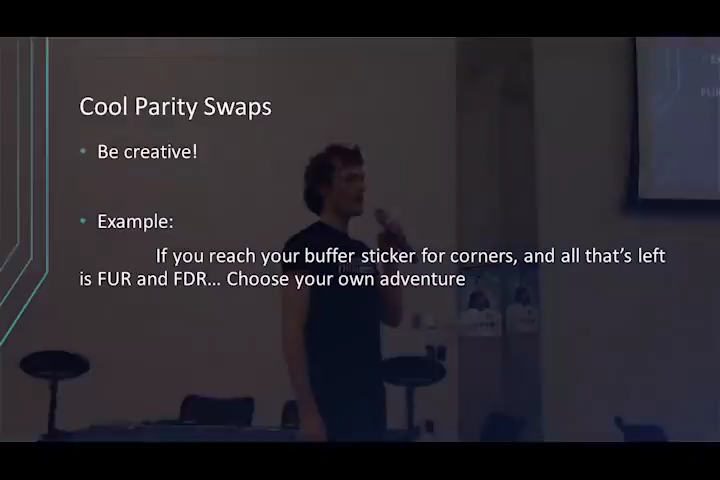 Cool Parity Swaps
• Be creative!
• Example:
If you reach your buffer sticker for corners, and all that's left
is FUR and FDR... Choose your own adventure